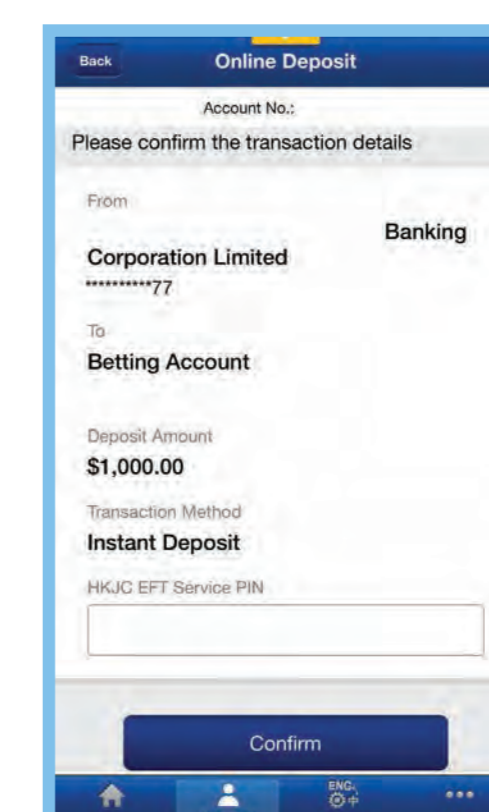 Back
Online Deposit
Account No.:
Please confirm the transaction details
From
Banking
Corporation Limited
**********77
To
Betting Account
Deposit Amount
$1,000.00
Transaction Method
Instant Deposit
HKJC EFT Service PIN
Confirm
ENG
中